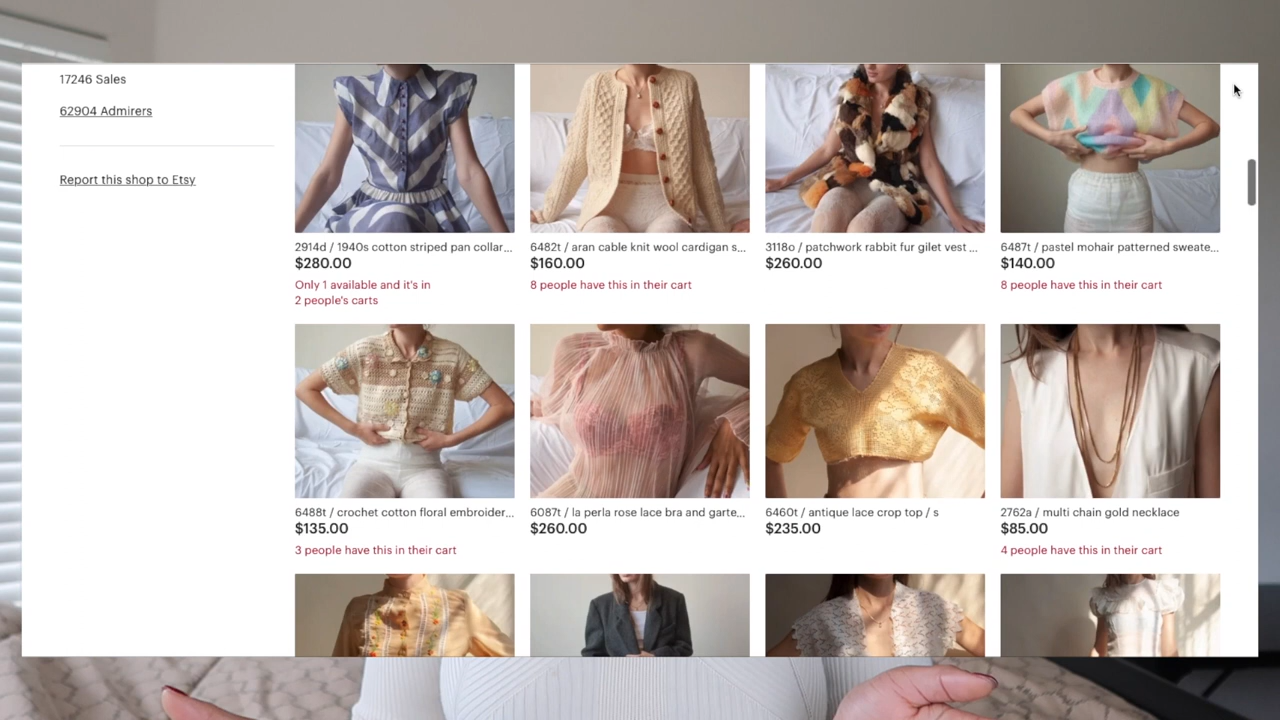 17246 Sales
62904 Admirers
Report this shop to Etsy
2914d / 1940s cotton striped pan collar...
$280.00
Only 1 available and it's in
2 people's carts
6482t / aran cable knit wool cardigan s...
$160.00
8 people have this in their cart
3118o / patchwork rabbit fur gilet vest ...
$260.00
6487t / pastel mohair patterned sweate...
$140.00
8 people have this in their cart
6488t / crochet cotton floral embroider...
$135.00
3 people have this in their cart
6087t / la perla rose lace bra and garte...
$260.00
6460t / antique lace crop top / s
$235.00
2762a / multi chain gold necklace
$85.00
4 people have this in their cart